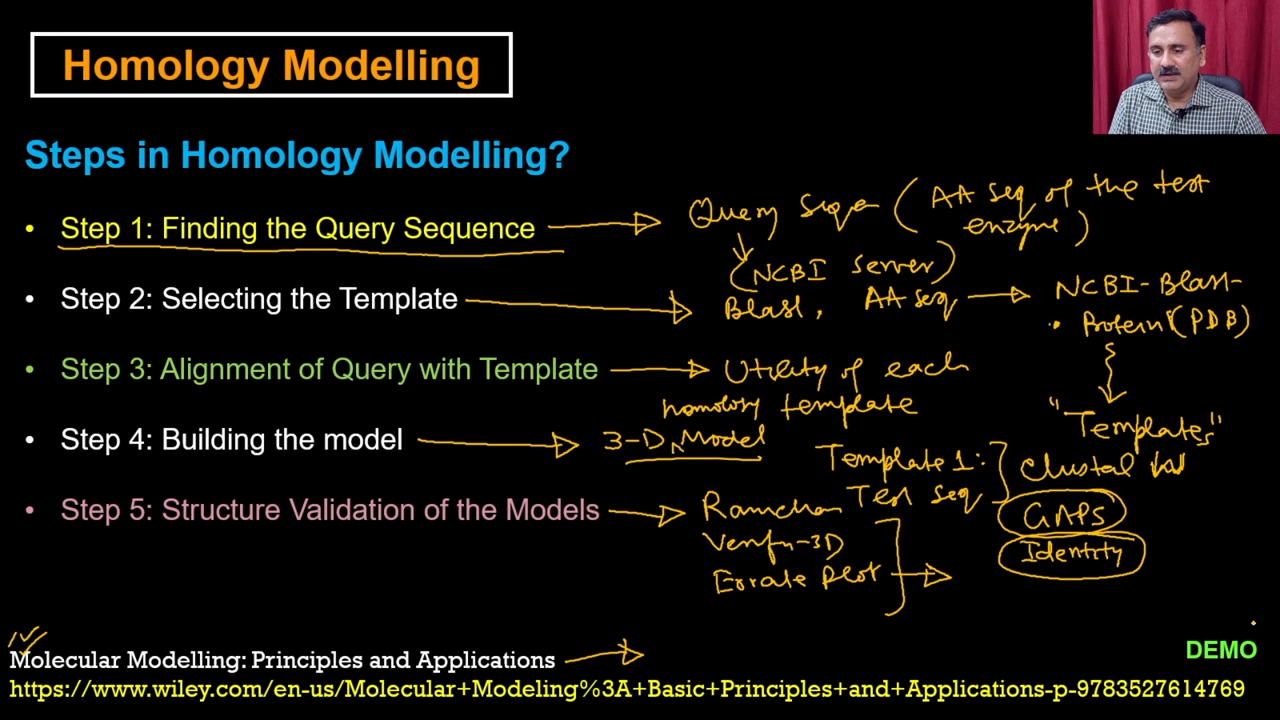 Homology Modelling
Steps in Homology Modelling?
• Step 1: Finding the Query Sequence
Query Seqe (AA Seq of the test
enzyme)
(NCBI Server)
• Step 2: Selecting the Template
Blast, AA seq
NCBI-Blast-
Protein (PDB)
• Step 3: Alignment of Query with Template
Utility of each
homology template
"Templates"
• Step 4: Building the model
3-D Model
Template 1:
Test Seq
Clustal W
GAPS
Identity
• Step 5: Structure Validation of the Models
Ramchan
Verify-3D
Errate Plot
DEMO
Molecular Modelling: Principles and Applications
https://www.wiley.com/en-us/Molecular+Modeling%3A+Basic+Principles+and+Applications-p-9783527614769